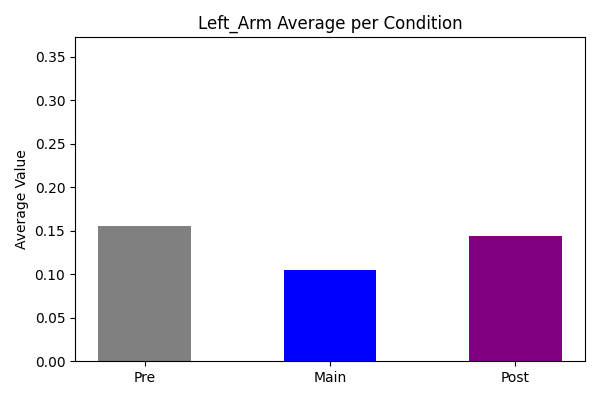 Left_Arm Average per Condition
Average Value
0.35
0.30
0.25
0.20
0.15
0.10
0.05
0.00
Pre
Main
Post